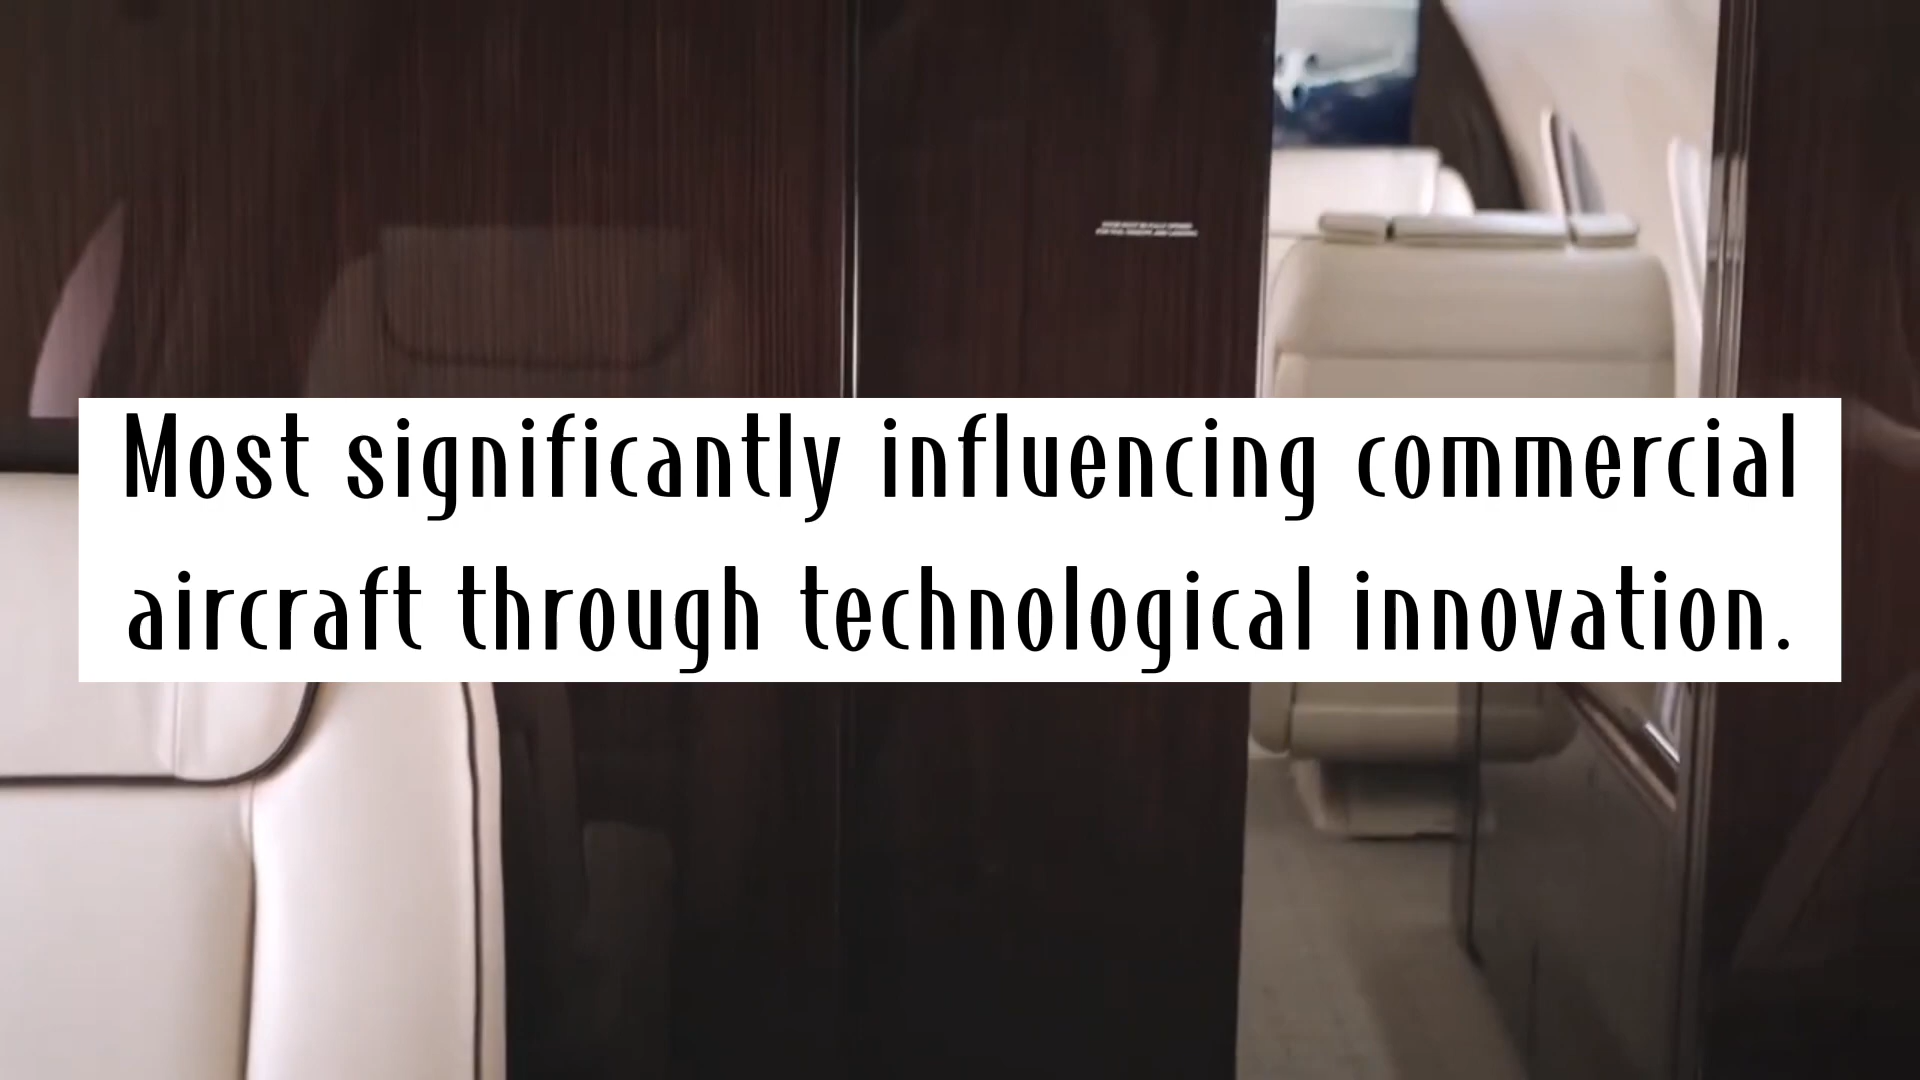 Most significantly influencing commercial
aircraft through technological innovation.